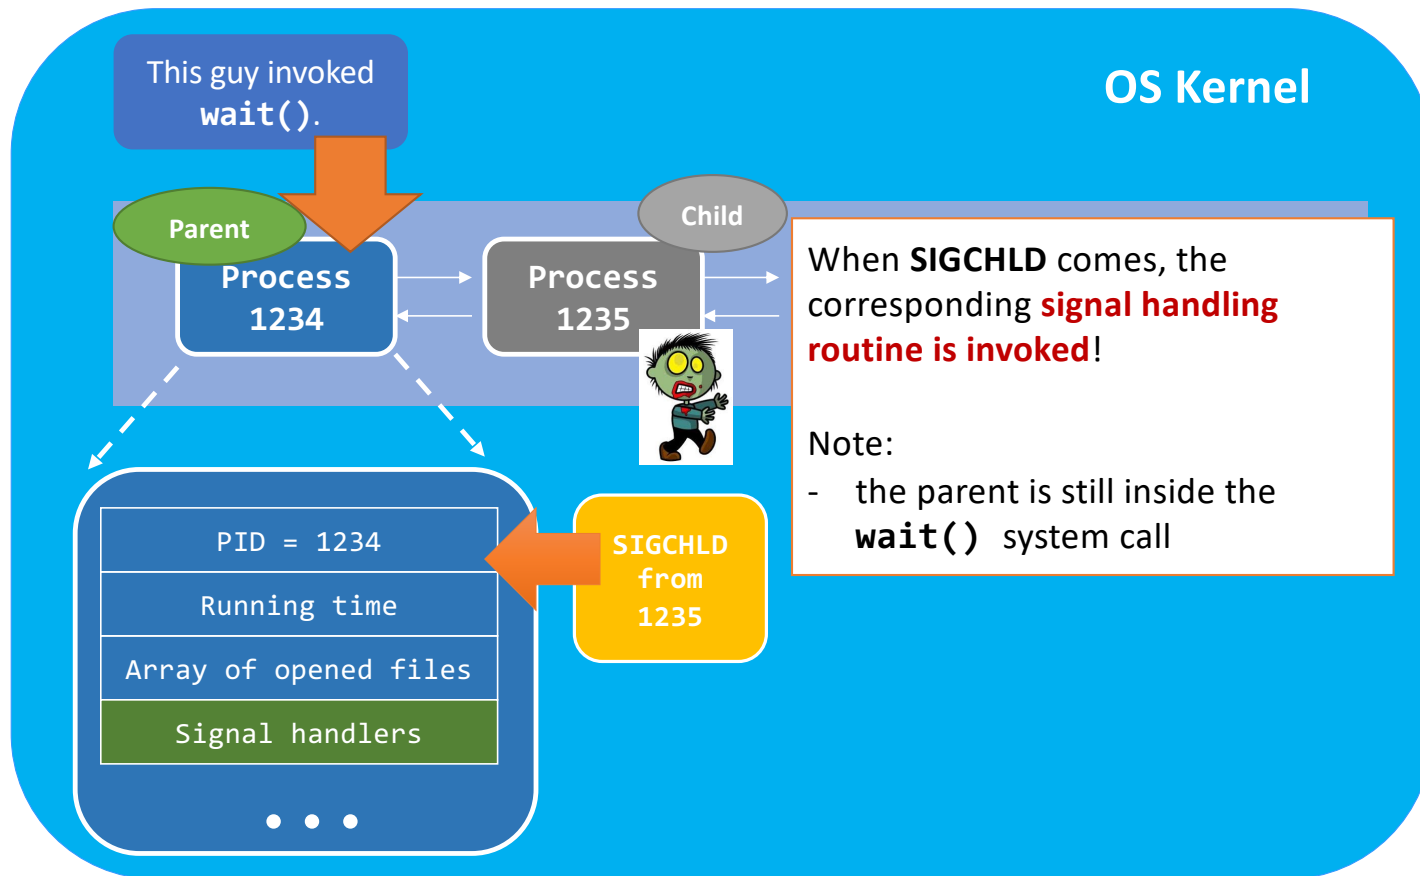 This guy invoked
wait().
OS Kernel
Parent
Child
Process
1234
Process
1235
When SIGCHLD comes, the
corresponding signal handling
routine is invoked!
Note:
- the parent is still inside the
wait() system call
PID = 1234
Running time
Array of opened files
Signal handlers
• • •
SIGCHLD
from
1235